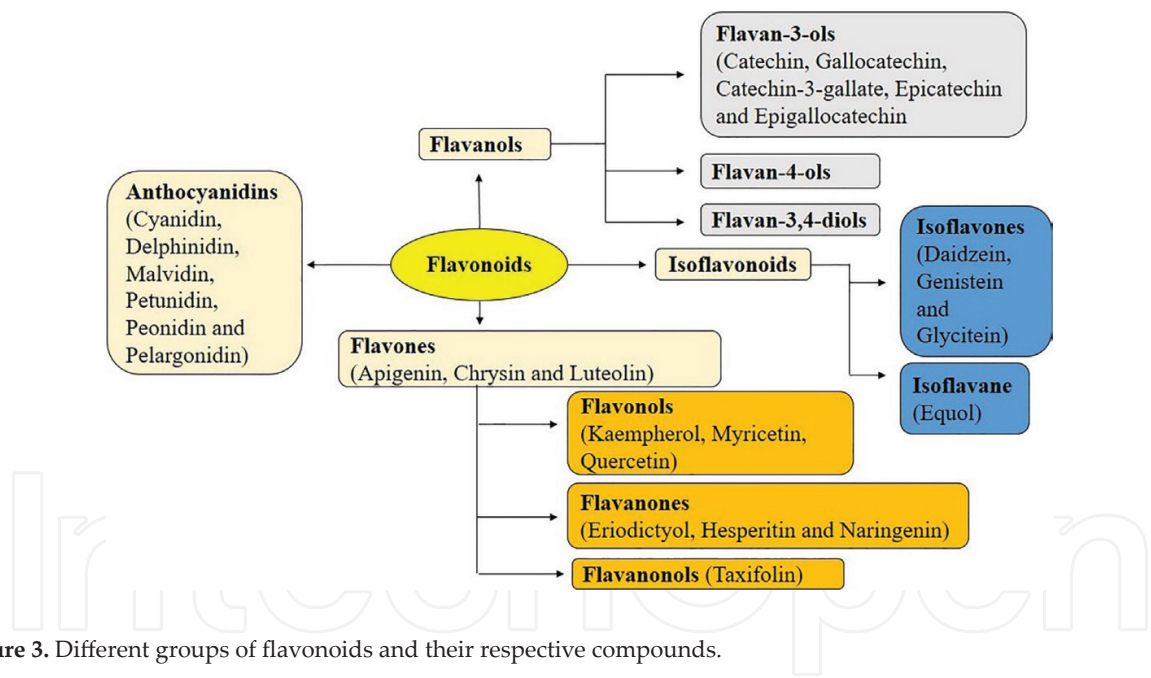 Flavan-3-ols
(Catechin, Gallocatechin,
Catechin-3-gallate, Epicatechin
and Epigallocatechin
Flavanols
Flavan-4-ols
Flavan-3,4-diols
Anthocyanidins
(Cyanidin,
Delphinidin,
Malvidin,
Petunidin,
Peonidin and
Pelargonidin)
Flavonoids
Isoflavonoids
Isoflavones
(Daidzein,
Genistein
and
Glycitein)
Isoflavane
(Equol)
Flavones
(Apigenin, Chrysin and Luteolin)
Flavonols
(Kaempherol, Myricetin,
Quercetin)
Flavanones
(Eriodictyol, Hesperitin and Naringenin)
Flavanonols (Taxifolin)
IntechOpen
ure 3. Different groups of flavonoids and their respective compounds.